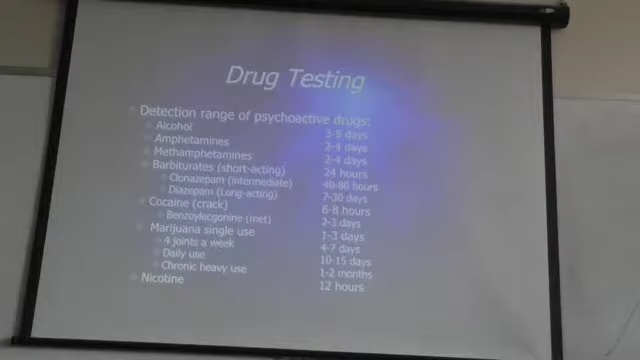 Drug Testing
Detection range of psychoactive drugs:
Alcohol 3-5 days
Amphetamines 2-4 days
Methamphetamines 2-4 days
Barbiturates (short-acting) 24 hours
Clonazepam (intermediate) 40-80 hours
Diazepam (Long-acting) 7-30 days
Cocaine (crack) 6-8 hours
Benzoylecgonine (met) 2-3 days
Marijuana single use 1-3 days
4 joints a week 4-7 days
Daily use 10-15 days
Chronic heavy use 1-2 months
Nicotine 12 hours